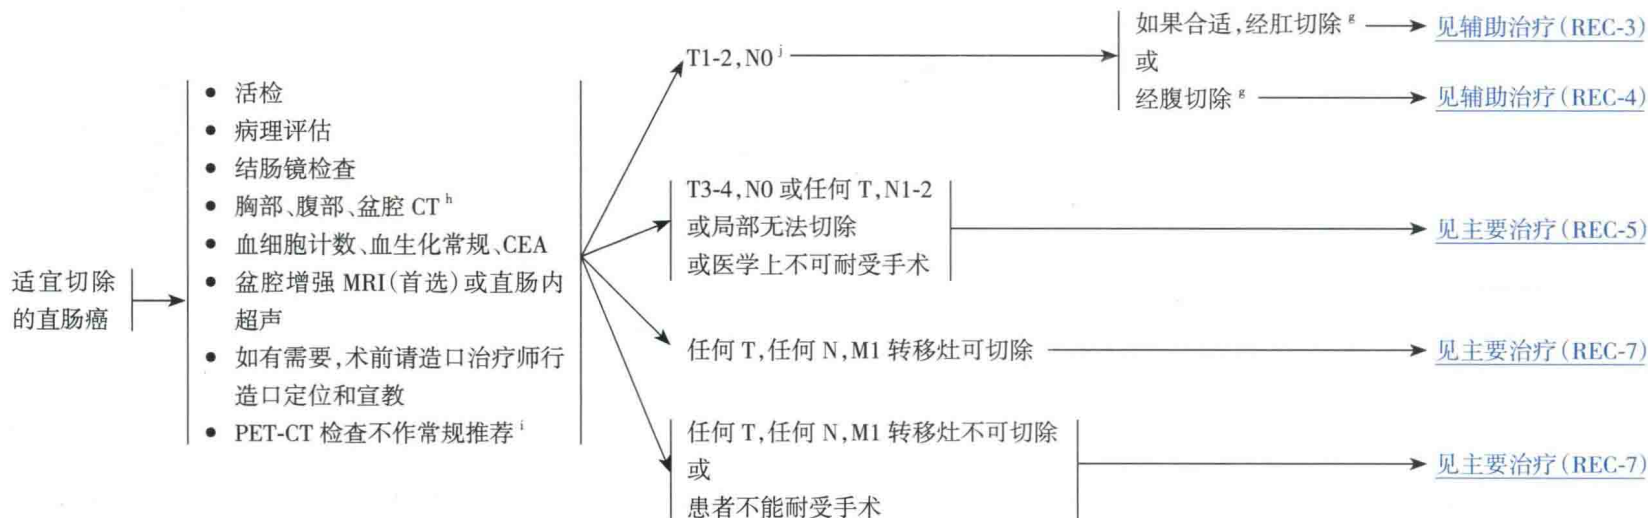 适宜切除
的直肠癌
● 活检
● 病理评估
● 结肠镜检查
● 胸部、腹部、盆腔 CT h
● 血细胞计数、血生化常规、CEA
● 盆腔增强 MRI(首选)或直肠内
超声
● 如有需要,术前请造口治疗师行
造口定位和宣教
● PET-CT 检查不作常规推荐 i
T1-2,N0 j
如果合适,经肛切除 g
见辅助治疗(REC-3)
或
经腹切除 g
见辅助治疗(REC-4)
T3-4,N0 或任何 T,N1-2
或局部无法切除
或医学上不可耐受手术
见主要治疗(REC-5)
任何 T,任何 N,M1 转移灶可切除
见主要治疗(REC-7)
任何 T,任何 N,M1 转移灶不可切除
或
患者不能耐受手术
见主要治疗(REC-7)